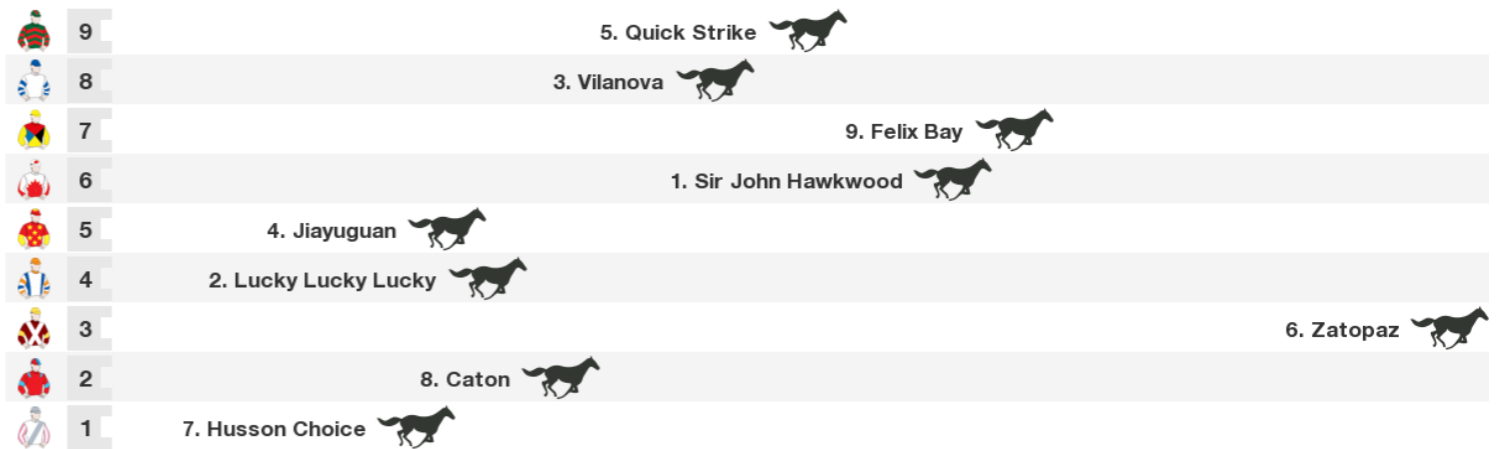 9 5. Quick Strike
8 3. Vilanova
7 9. Felix Bay
6 1. Sir John Hawkwood
5 4. Jiayuguan
4 2. Lucky Lucky Lucky
3 6. Zatopaz
2 8. Caton
1 7. Husson Choice